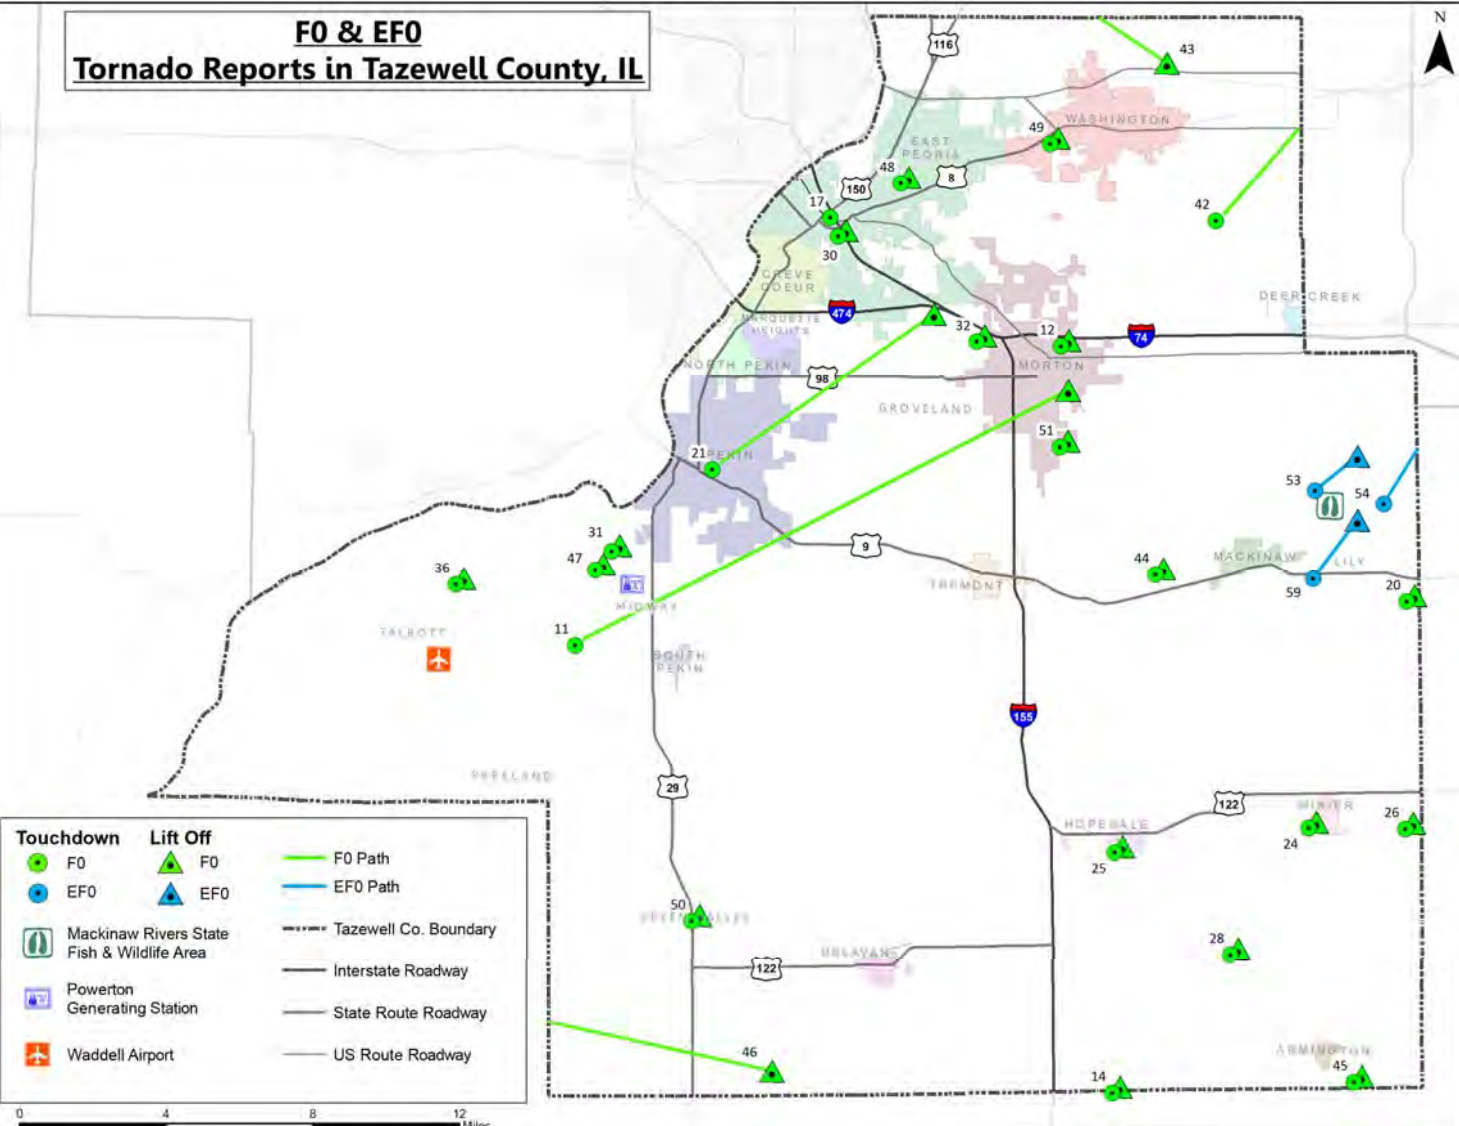 F0 & EF0
Tornado Reports in Tazewell County, IL
N
116
43
WASHINGTON
49
EAST
PEORIA
48
8
150
17
42
30
CREVE
COEUR
DEER CREEK
474
MARQUETTE
HEIGHTS
32
12
74
NORTH PEKIN
MORTON
98
GROVELAND
51
21
PEKIN
53
54
31
9
47
44
MACKINAW
LILY
36
TREMONT
59
20
MIDWAY
11
TALBOTT
SOUTH
PEKIN
155
PARKLAND
29
122
MINIER
26
HOPEDALE
24
25
50
GREEN VALLEY
28
DELAVAN
122
46
ARMINGTON
45
14
Touchdown Lift Off
F0 F0 F0 Path
EF0 EF0 EF0 Path
Mackinaw Rivers State
Fish & Wildlife Area
Tazewell Co. Boundary
Interstate Roadway
Powerton
Generating Station
State Route Roadway
Waddell Airport
US Route Roadway
0 4 8 12
Miles